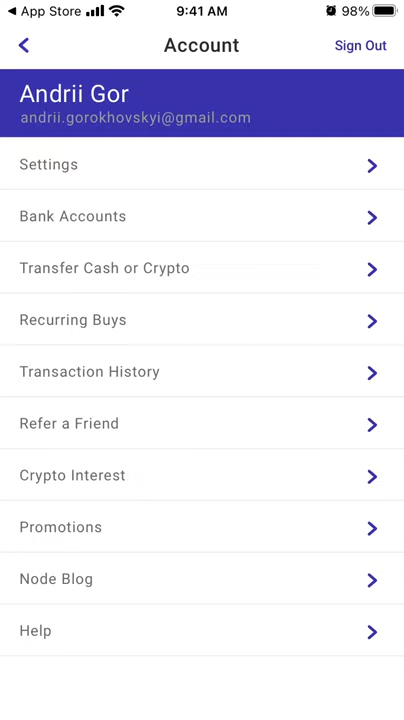 App Store 9:41 AM 98%
Account Sign Out
Andrii Gor
andrii.gorokhovskyi@gmail.com
Settings
Bank Accounts
Transfer Cash or Crypto
Recurring Buys
Transaction History
Refer a Friend
Crypto Interest
Promotions
Node Blog
Help